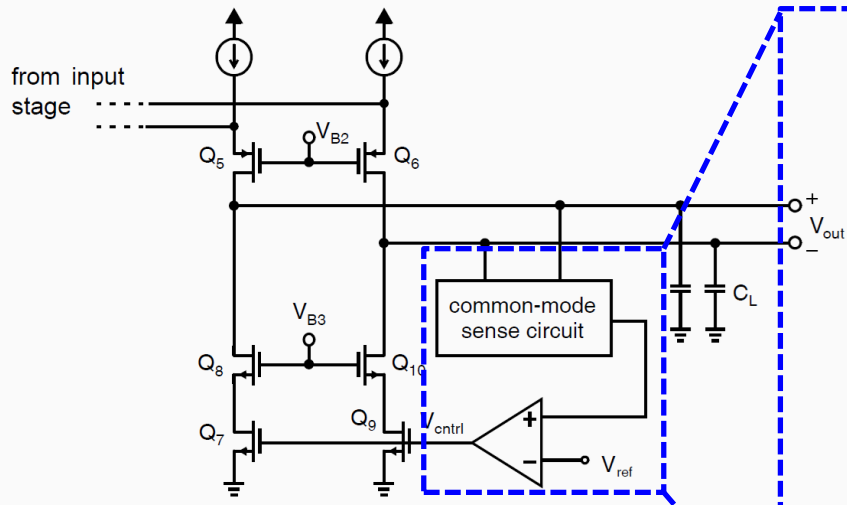 from input
stage
V_B2
Q_5
Q_6
+
V_out
−
common-mode
sense circuit
C_L
V_B3
Q_8
Q_10
Q_9
Q_7
V_cntrl
+
−
V_ref